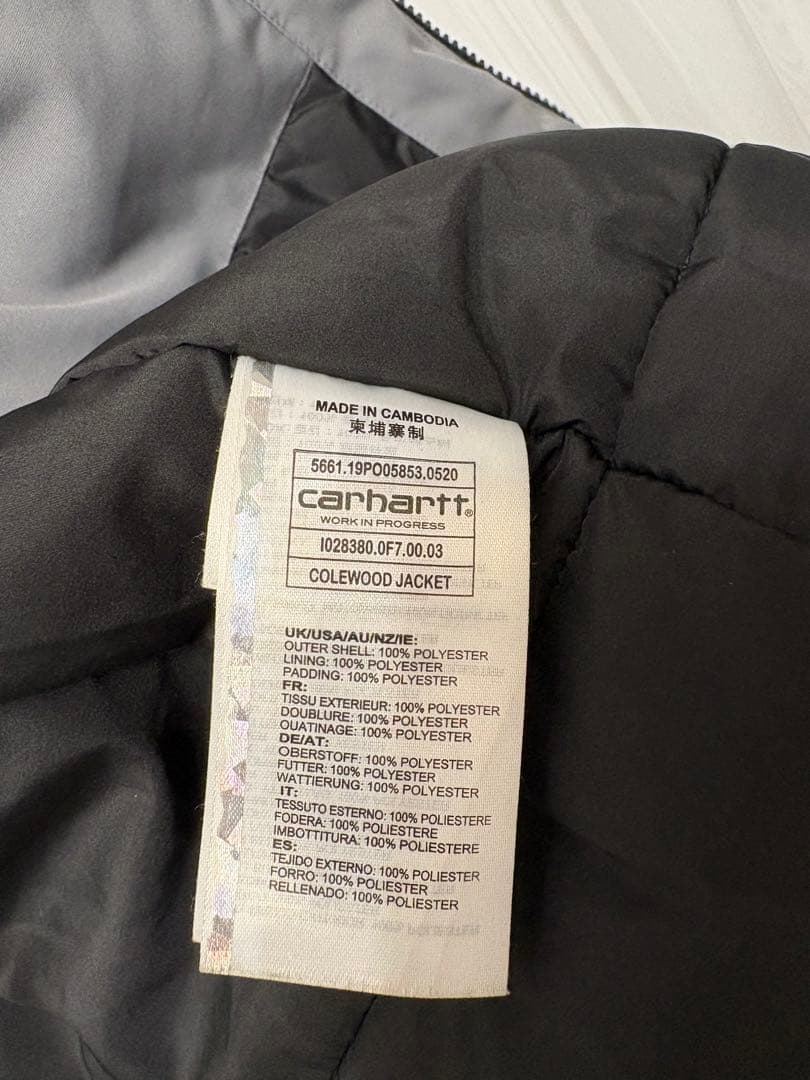 MADE IN CAMBODIA
柬埔寨制
5661.19PO05853.0520
carhartt®
WORK IN PROGRESS
I028380.0F7.00.03
COLEWOOD JACKET
UK/USA/AU/NZ/IE:
OUTER SHELL: 100% POLYESTER
LINING: 100% POLYESTER
PADDING: 100% POLYESTER
FR:
TISSU EXTERIEUR: 100% POLYESTER
DOUBLURE: 100% POLYESTER
OUATINAGE: 100% POLYESTER
DE/AT:
OBERSTOFF: 100% POLYESTER
FUTTER: 100% POLYESTER
WATTIERUNG: 100% POLYESTER
IT:
TESSUTO ESTERNO: 100% POLIESTERE
FODERA: 100% POLIESTERE
IMBOTTITURA: 100% POLIESTERE
ES:
TEJIDO EXTERNO: 100% POLIESTER
FORRO: 100% POLIESTER
RELLENADO: 100% POLIESTER